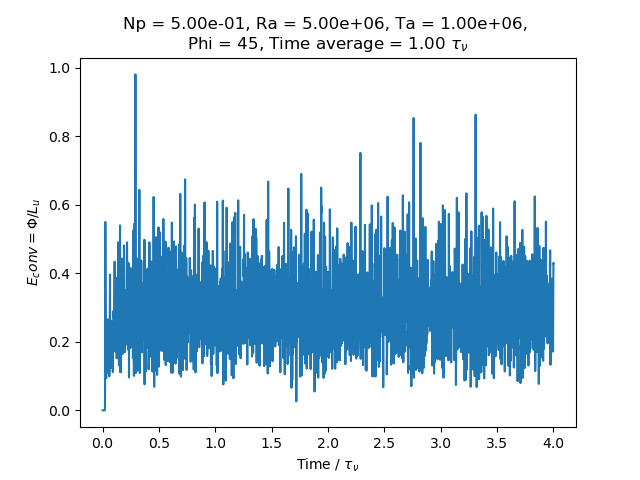 Np = 5.00e-01, Ra = 5.00e+06, Ta = 1.00e+06,
Phi = 45, Time average = 1.00 τν
1.0
0.8
0.6
0.4
0.2
0.0
E_conv = Φ/L_u
0.0 0.5 1.0 1.5 2.0 2.5 3.0 3.5 4.0
Time / τν